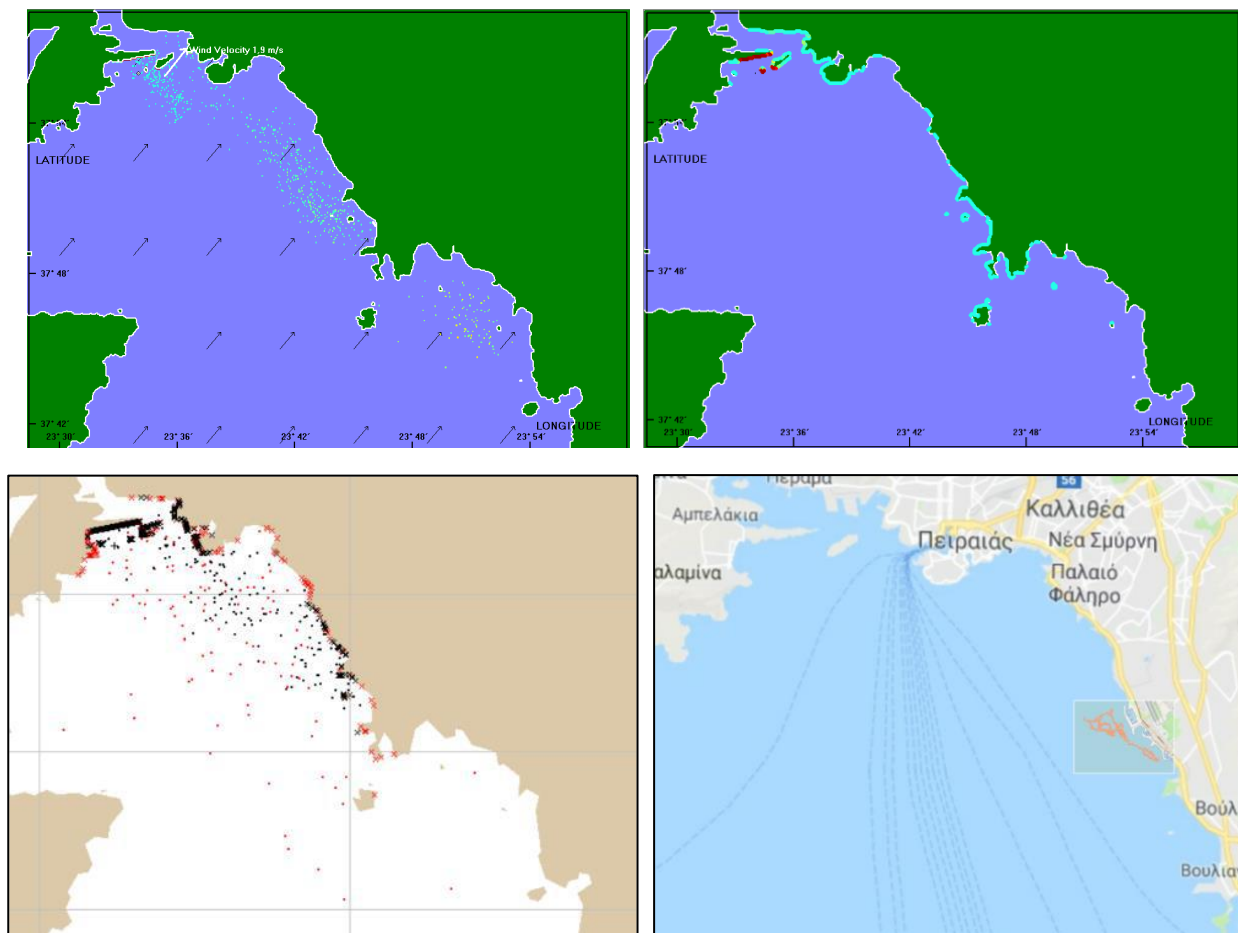 Wind Velocity 1.9 m/s
LATITUDE
37° 48´
37° 42´
23° 30´
23° 36´
23° 42´
23° 48´
23° 54´
LONGITUDE
LATITUDE
37° 48´
37° 42´
23° 30´
23° 36´
23° 42´
23° 48´
23° 54´
LONGITUDE
56
Αμπελάκια
Καλλιθέα
Πειραιάς
Νέα Σμύρνη
αλαμίνα
Παλαιό
Φάληρο
Βούλ
Βουλιαγ